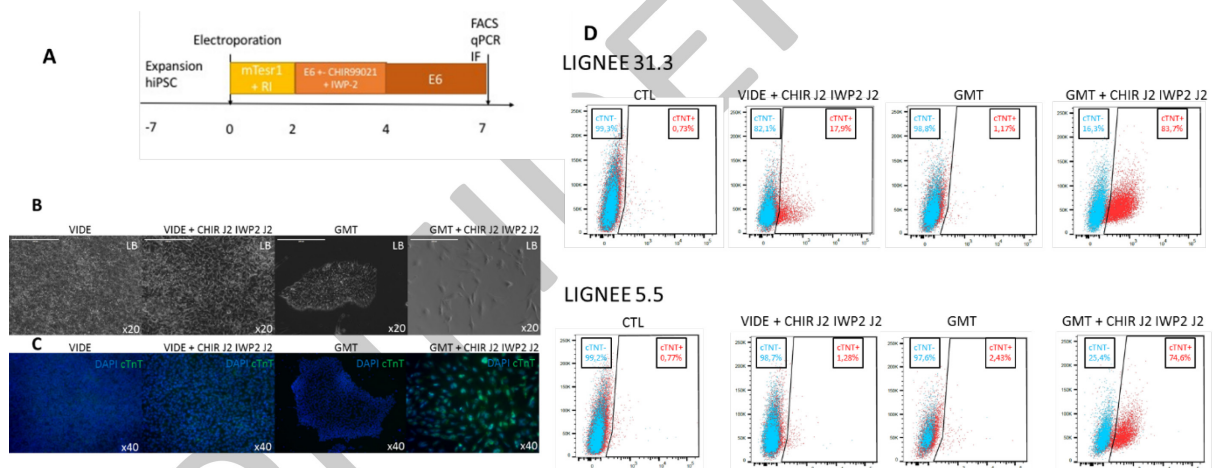 A
Electroporation
FACS
qPCR
IF
Expansion
hiPSC
mTesr1
+ RI
E6 +- CHIR99021
+ IWP-2
E6
-7
0
2
4
7
B
VIDE
VIDE + CHIR J2 IWP2 J2
GMT
GMT + CHIR J2 IWP2 J2
LB
LB
LB
LB
x20
x20
x20
x20
C
VIDE
VIDE + CHIR J2 IWP2 J2
GMT
GMT + CHIR J2 IWP2 J2
DAPI cTnT
DAPI cTnT
DAPI cTnT
DAPI cTnT
x40
x40
x40
x40
D
LIGNEE 31.3
CTL
VIDE + CHIR J2 IWP2 J2
GMT
GMT + CHIR J2 IWP2 J2
cTNT-
99,3%
cTNT+
0,73%
cTNT-
82,1%
cTNT+
17,9%
cTNT-
98,8%
cTNT+
1,17%
cTNT-
16,3%
cTNT+
83,7%
250K
200K
150K
100K
50K
0
LIGNEE 5.5
CTL
VIDE + CHIR J2 IWP2 J2
GMT
GMT + CHIR J2 IWP2 J2
cTNT-
99,2%
cTNT+
0,77%
cTNT-
98,7%
cTNT+
1,28%
cTNT-
97,6%
cTNT+
2,43%
cTNT-
25,4%
cTNT+
74,6%